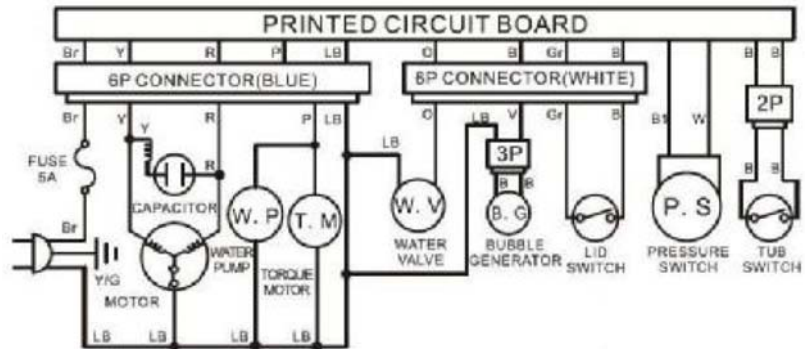 PRINTED CIRCUIT BOARD
Br Y R P LB O B Gr B B B
6P CONNECTOR(BLUE)
6P CONNECTOR(WHITE)
2P
Br Y Y R P LB O LB V Gr B B1 W B B
LB
FUSE
5A
R
CAPACITOR
3P
B B
W.P
T.M
W.V
B.G
P.S
Br
Y/G
MOTOR
WATER
PUMP
TORQUE
MOTOR
WATER
VALVE
BUBBLE
GENERATOR
LID
SWITCH
PRESSURE
SWITCH
TUB
SWITCH
LB LB LB LB